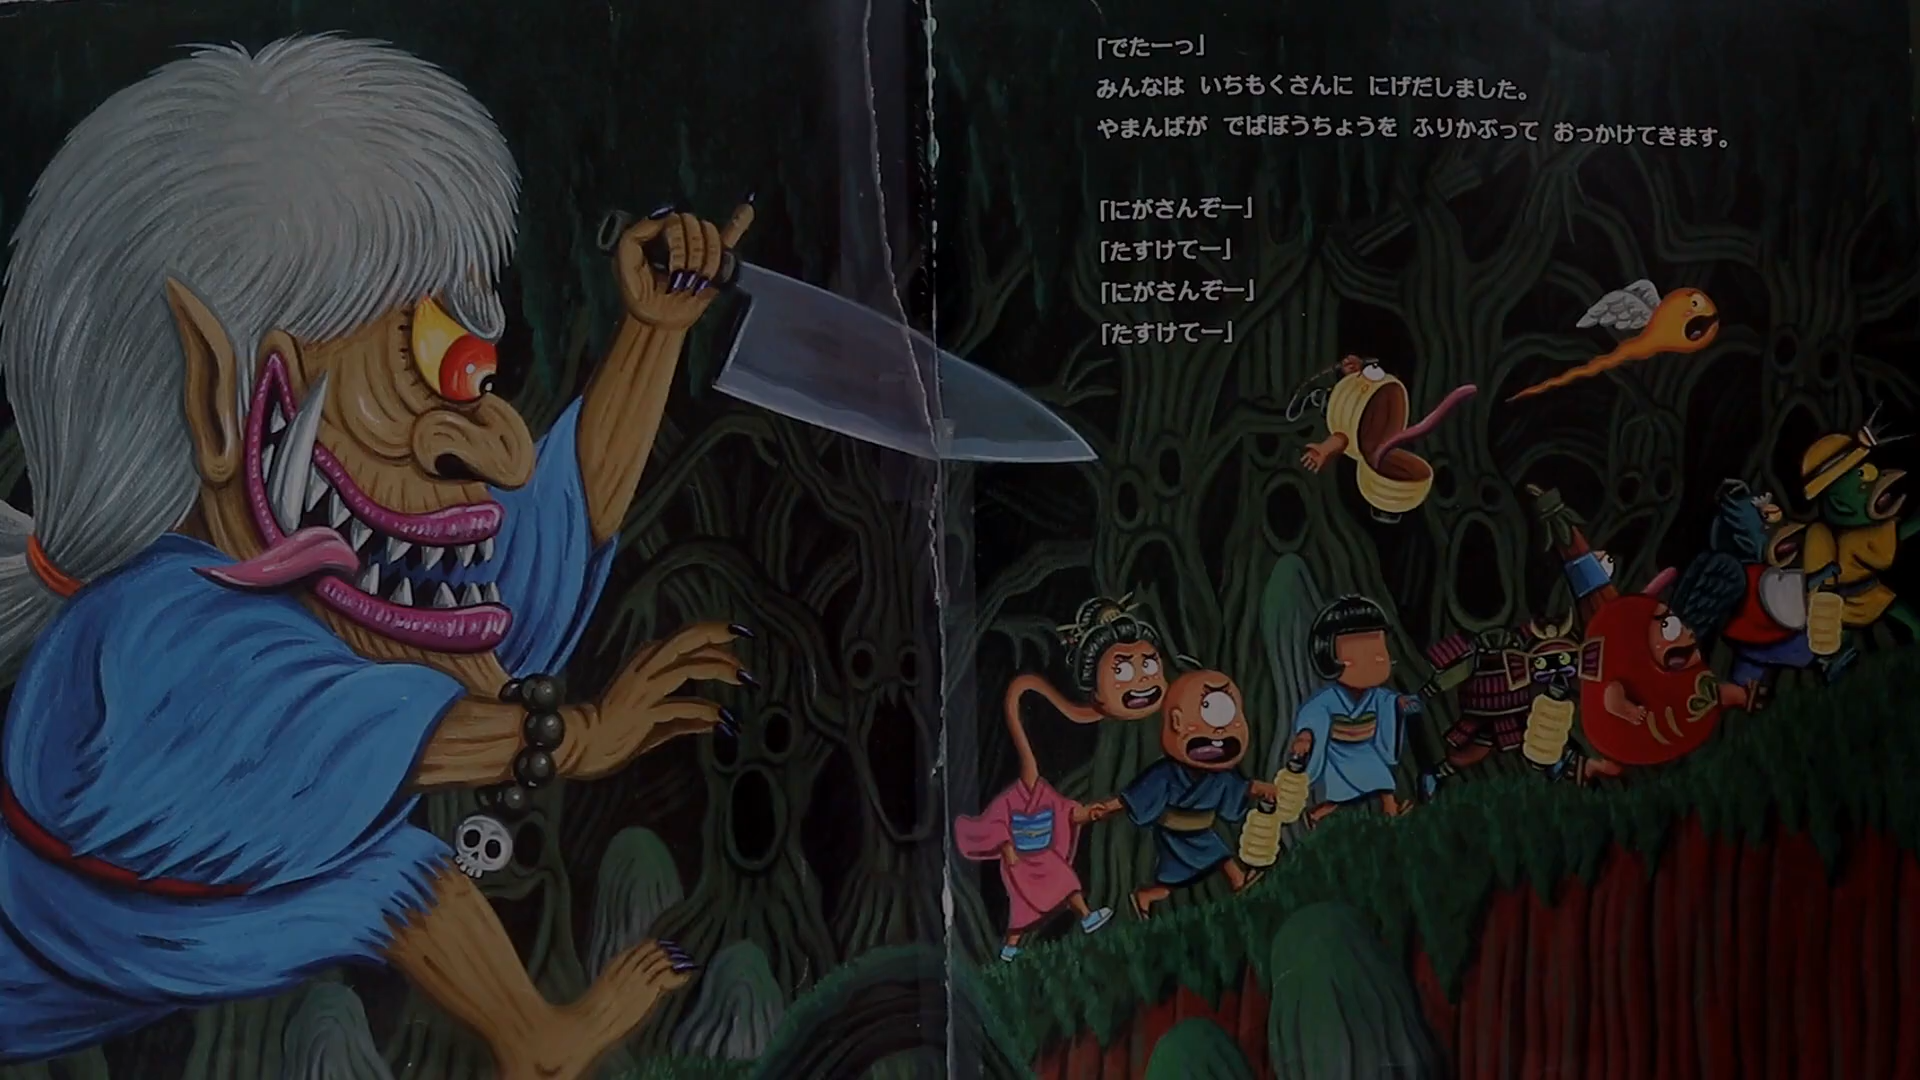 「でたーっ」
みんなは いちもくさんに にげだしました。
やまんばが でばぼうちょうを ふりかぶって おっかけてきます。
「にがさんぞー」
「たすけてー」
「にがさんぞー」
「たすけてー」